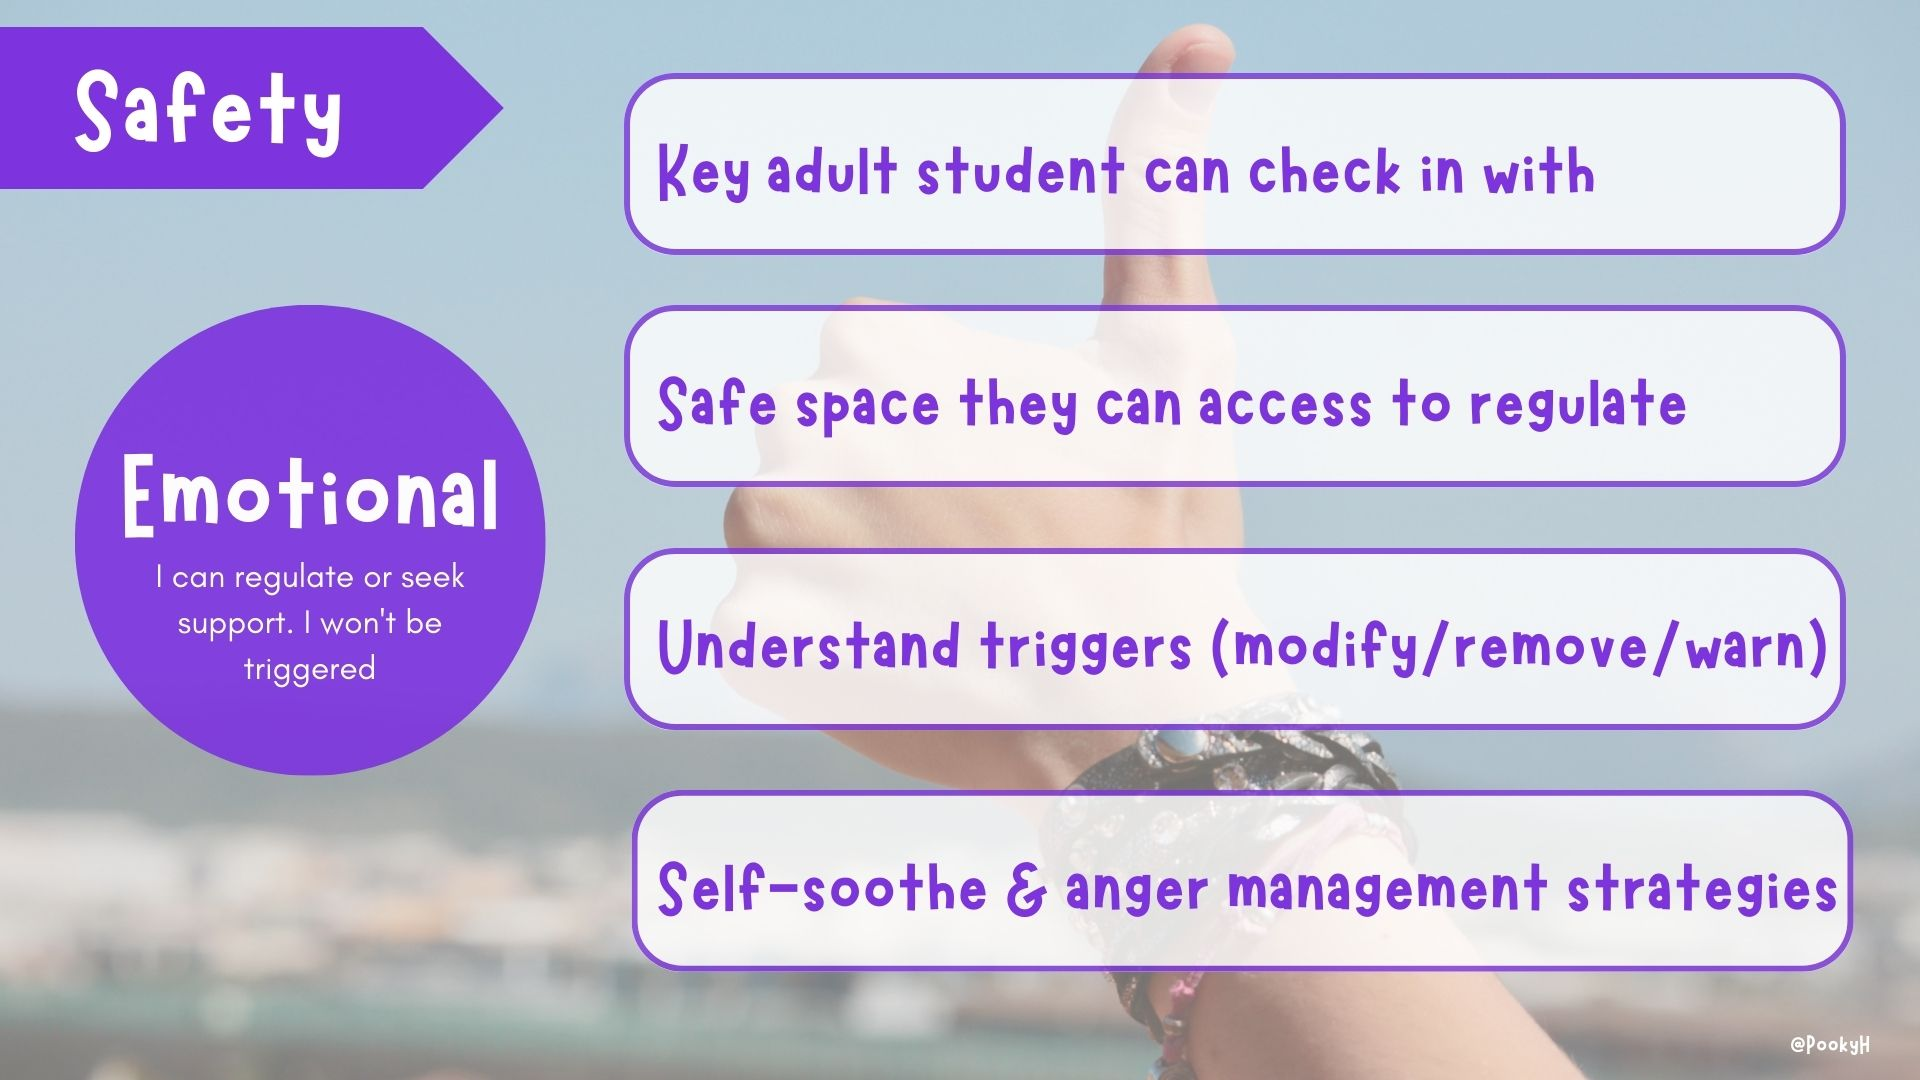 Safety
Key adult student can check in with
Safe space they can access to regulate
Emotional
I can regulate or seek
support. I won't be
triggered
Understand triggers (modify/remove/warn)
Self-soothe & anger management strategies
@PookyH